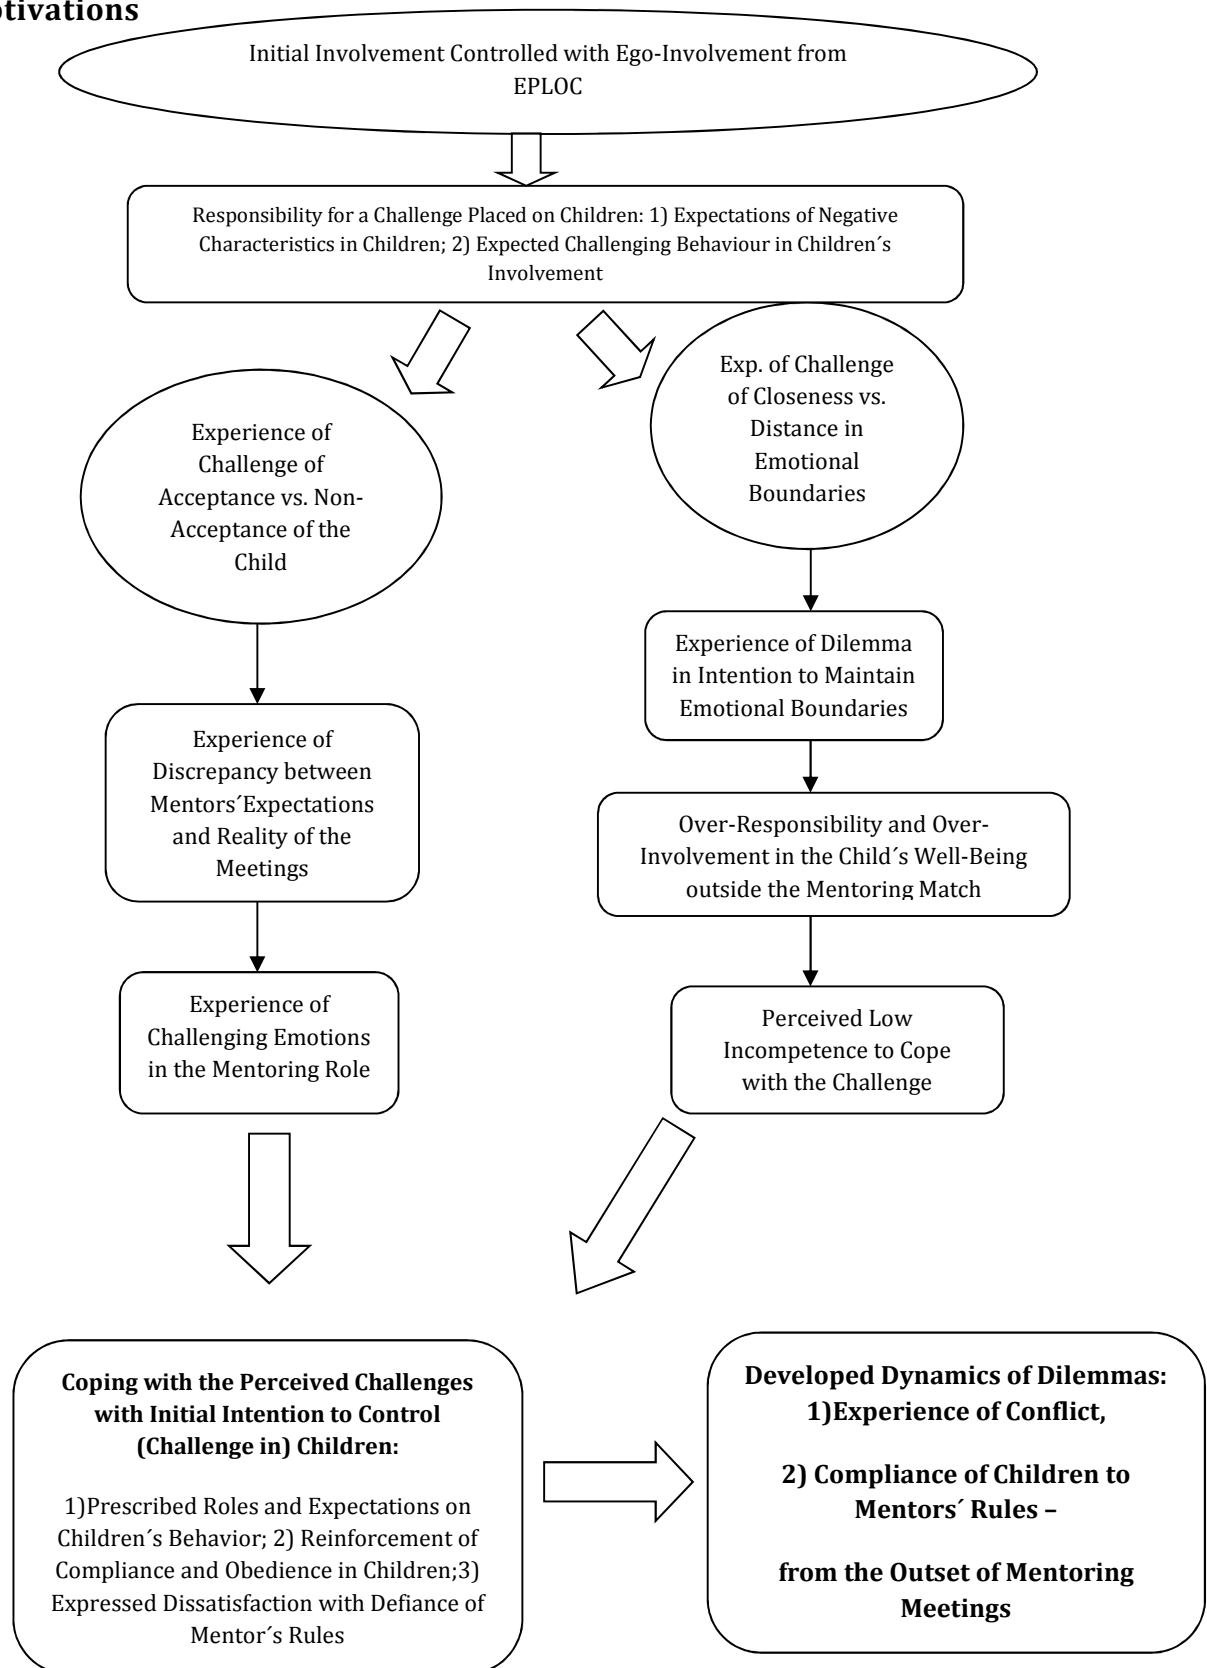 otivations
Initial Involvement Controlled with Ego-Involvement from
EPLOC
Responsibility for a Challenge Placed on Children: 1) Expectations of Negative
Characteristics in Children; 2) Expected Challenging Behaviour in Children´s
Involvement
Experience of
Challenge of
Acceptance vs. Non-
Acceptance of the
Child
Exp. of Challenge
of Closeness vs.
Distance in
Emotional
Boundaries
Experience of Dilemma
in Intention to Maintain
Emotional Boundaries
Experience of
Discrepancy between
Mentors´Expectations
and Reality of the
Meetings
Over-Responsibility and Over-
Involvement in the Child´s Well-Being
outside the Mentoring Match
Experience of
Challenging Emotions
in the Mentoring Role
Perceived Low
Incompetence to Cope
with the Challenge
Coping with the Perceived Challenges
with Initial Intention to Control
(Challenge in) Children:
1)Prescribed Roles and Expectations on
Children´s Behavior; 2) Reinforcement of
Compliance and Obedience in Children;3)
Expressed Dissatisfaction with Defiance of
Mentor´s Rules
Developed Dynamics of Dilemmas:
1)Experience of Conflict,
2) Compliance of Children to
Mentors´ Rules –
from the Outset of Mentoring
Meetings